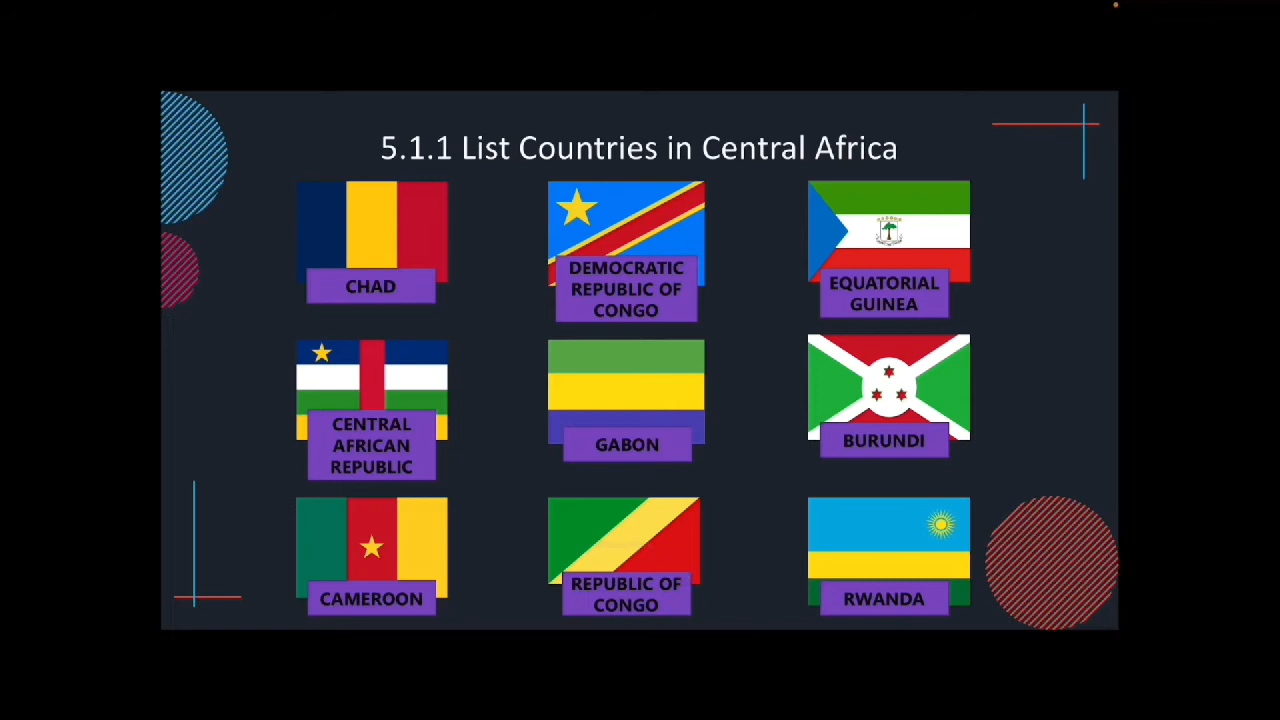 5.1.1 List Countries in Central Africa
CHAD
DEMOCRATIC
REPUBLIC OF
CONGO
EQUATORIAL
GUINEA
CENTRAL
AFRICAN
REPUBLIC
GABON
BURUNDI
CAMEROON
REPUBLIC OF
CONGO
RWANDA